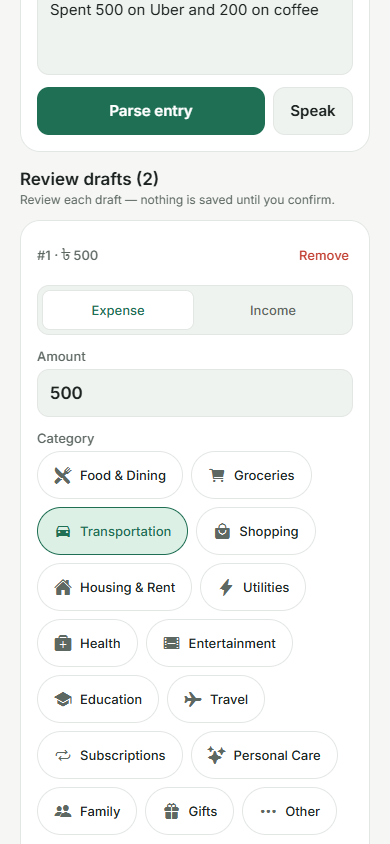 Spent 500 on Uber and 200 on coffee
Parse entry
Speak
Review drafts (2)
Review each draft — nothing is saved until you confirm.
#1 · ৳ 500
Remove
Expense
Income
Amount
500
Category
Food & Dining
Groceries
Transportation
Shopping
Housing & Rent
Utilities
Health
Entertainment
Education
Travel
Subscriptions
Personal Care
Family
Gifts
Other